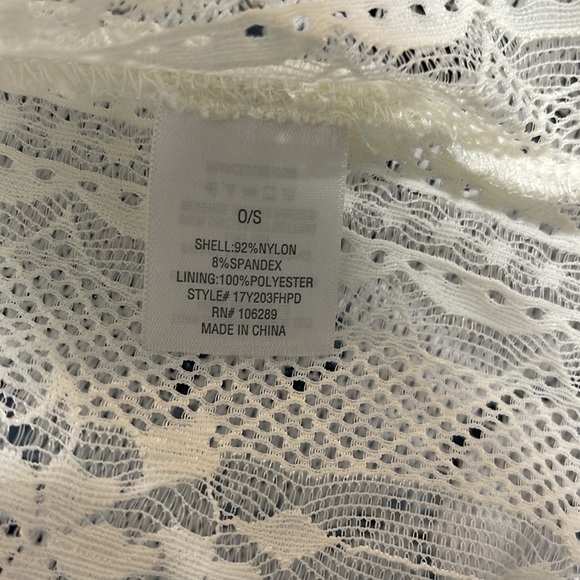 O/S
SHELL:92%NYLON
8%SPANDEX
LINING:100%POLYESTER
STYLE# 17Y203FHPD
RN# 106289
MADE IN CHINA